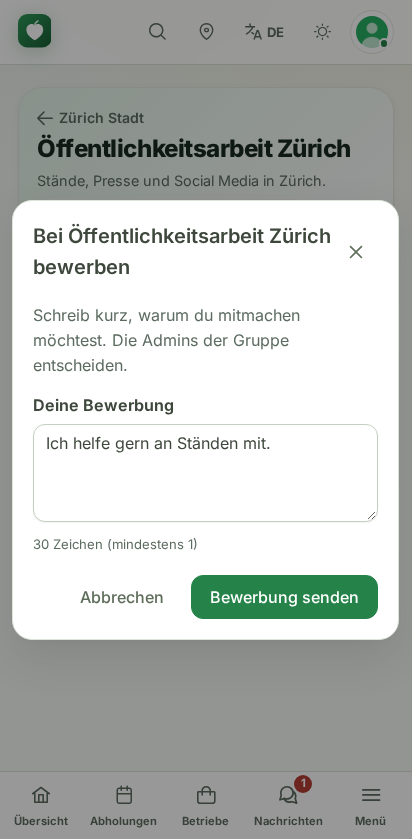 DE
Zürich Stadt
Öffentlichkeitsarbeit Zürich
Stände, Presse und Social Media in Zürich.
Bei Öffentlichkeitsarbeit Zürich
bewerben
Schreib kurz, warum du mitmachen
möchtest. Die Admins der Gruppe
entscheiden.
Deine Bewerbung
Ich helfe gern an Ständen mit.
30 Zeichen (mindestens 1)
Abbrechen
Bewerbung senden
1
Übersicht
Abholungen
Betriebe
Nachrichten
Menü